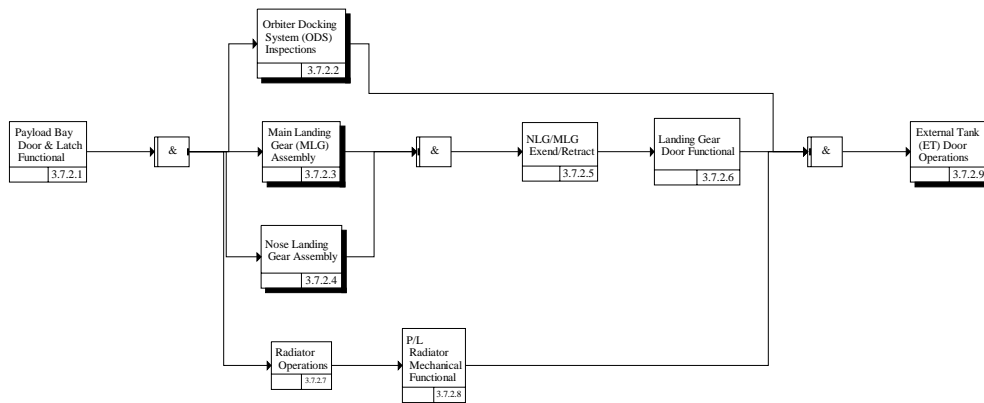 Orbiter Docking
System (ODS)
Inspections
3.7.2.2
Payload Bay
Door & Latch
Functional
3.7.2.1
&
Main Landing
Gear (MLG)
Assembly
3.7.2.3
&
NLG/MLG
Exend/Retract
3.7.2.5
Landing Gear
Door Functional
3.7.2.6
&
External Tank
(ET) Door
Operations
3.7.2.9
Nose Landing
Gear Assembly
3.7.2.4
Radiator
Operations
3.7.2.7
P/L
Radiator
Mechanical
Functional
3.7.2.8